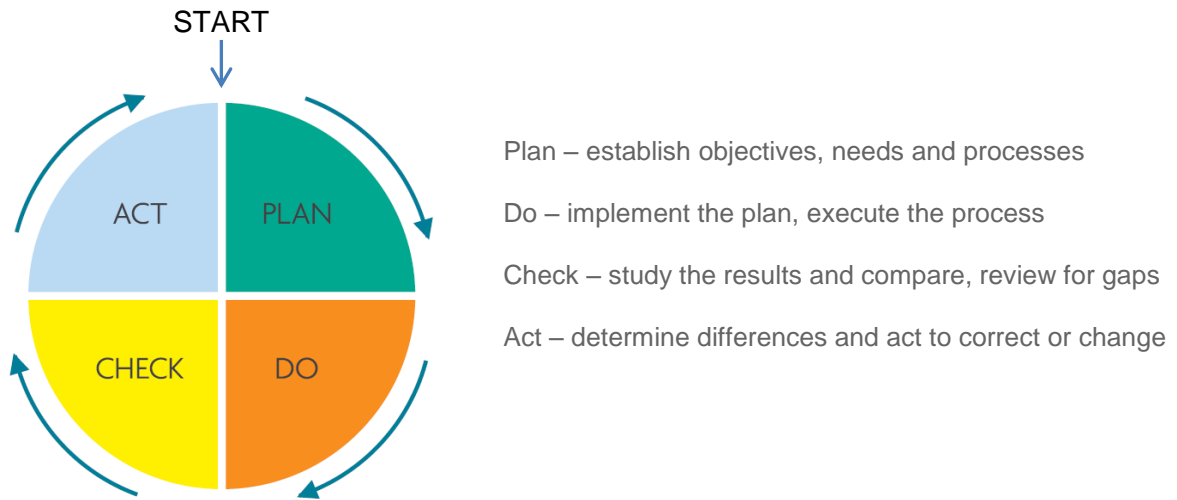 START
ACT
PLAN
CHECK
DO
Plan – establish objectives, needs and processes
Do – implement the plan, execute the process
Check – study the results and compare, review for gaps
Act – determine differences and act to correct or change